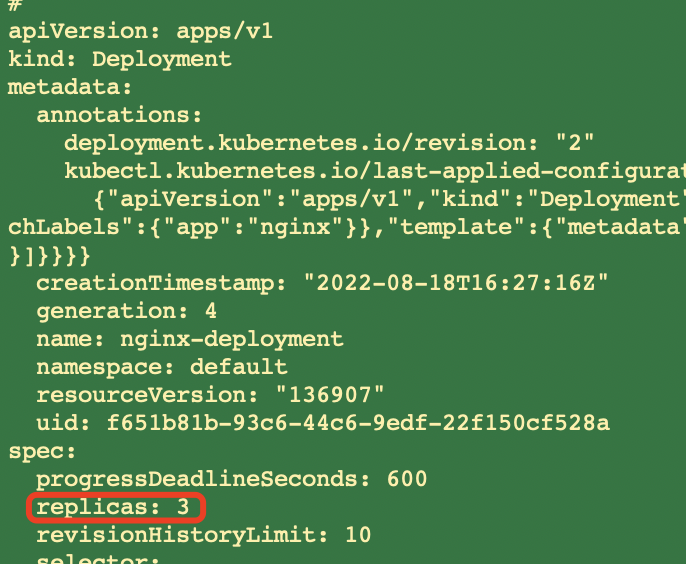 #
apiVersion: apps/v1
kind: Deployment
metadata:
  annotations:
    deployment.kubernetes.io/revision: "2"
    kubectl.kubernetes.io/last-applied-configurat
      {"apiVersion":"apps/v1","kind":"Deployment"
chLabels":{"app":"nginx"}},"template":{"metadata"
}]}}}}
  creationTimestamp: "2022-08-18T16:27:16Z"
  generation: 4
  name: nginx-deployment
  namespace: default
  resourceVersion: "136907"
  uid: f651b81b-93c6-44c6-9edf-22f150cf528a
spec:
  progressDeadlineSeconds: 600
  replicas: 3
  revisionHistoryLimit: 10
  selector: